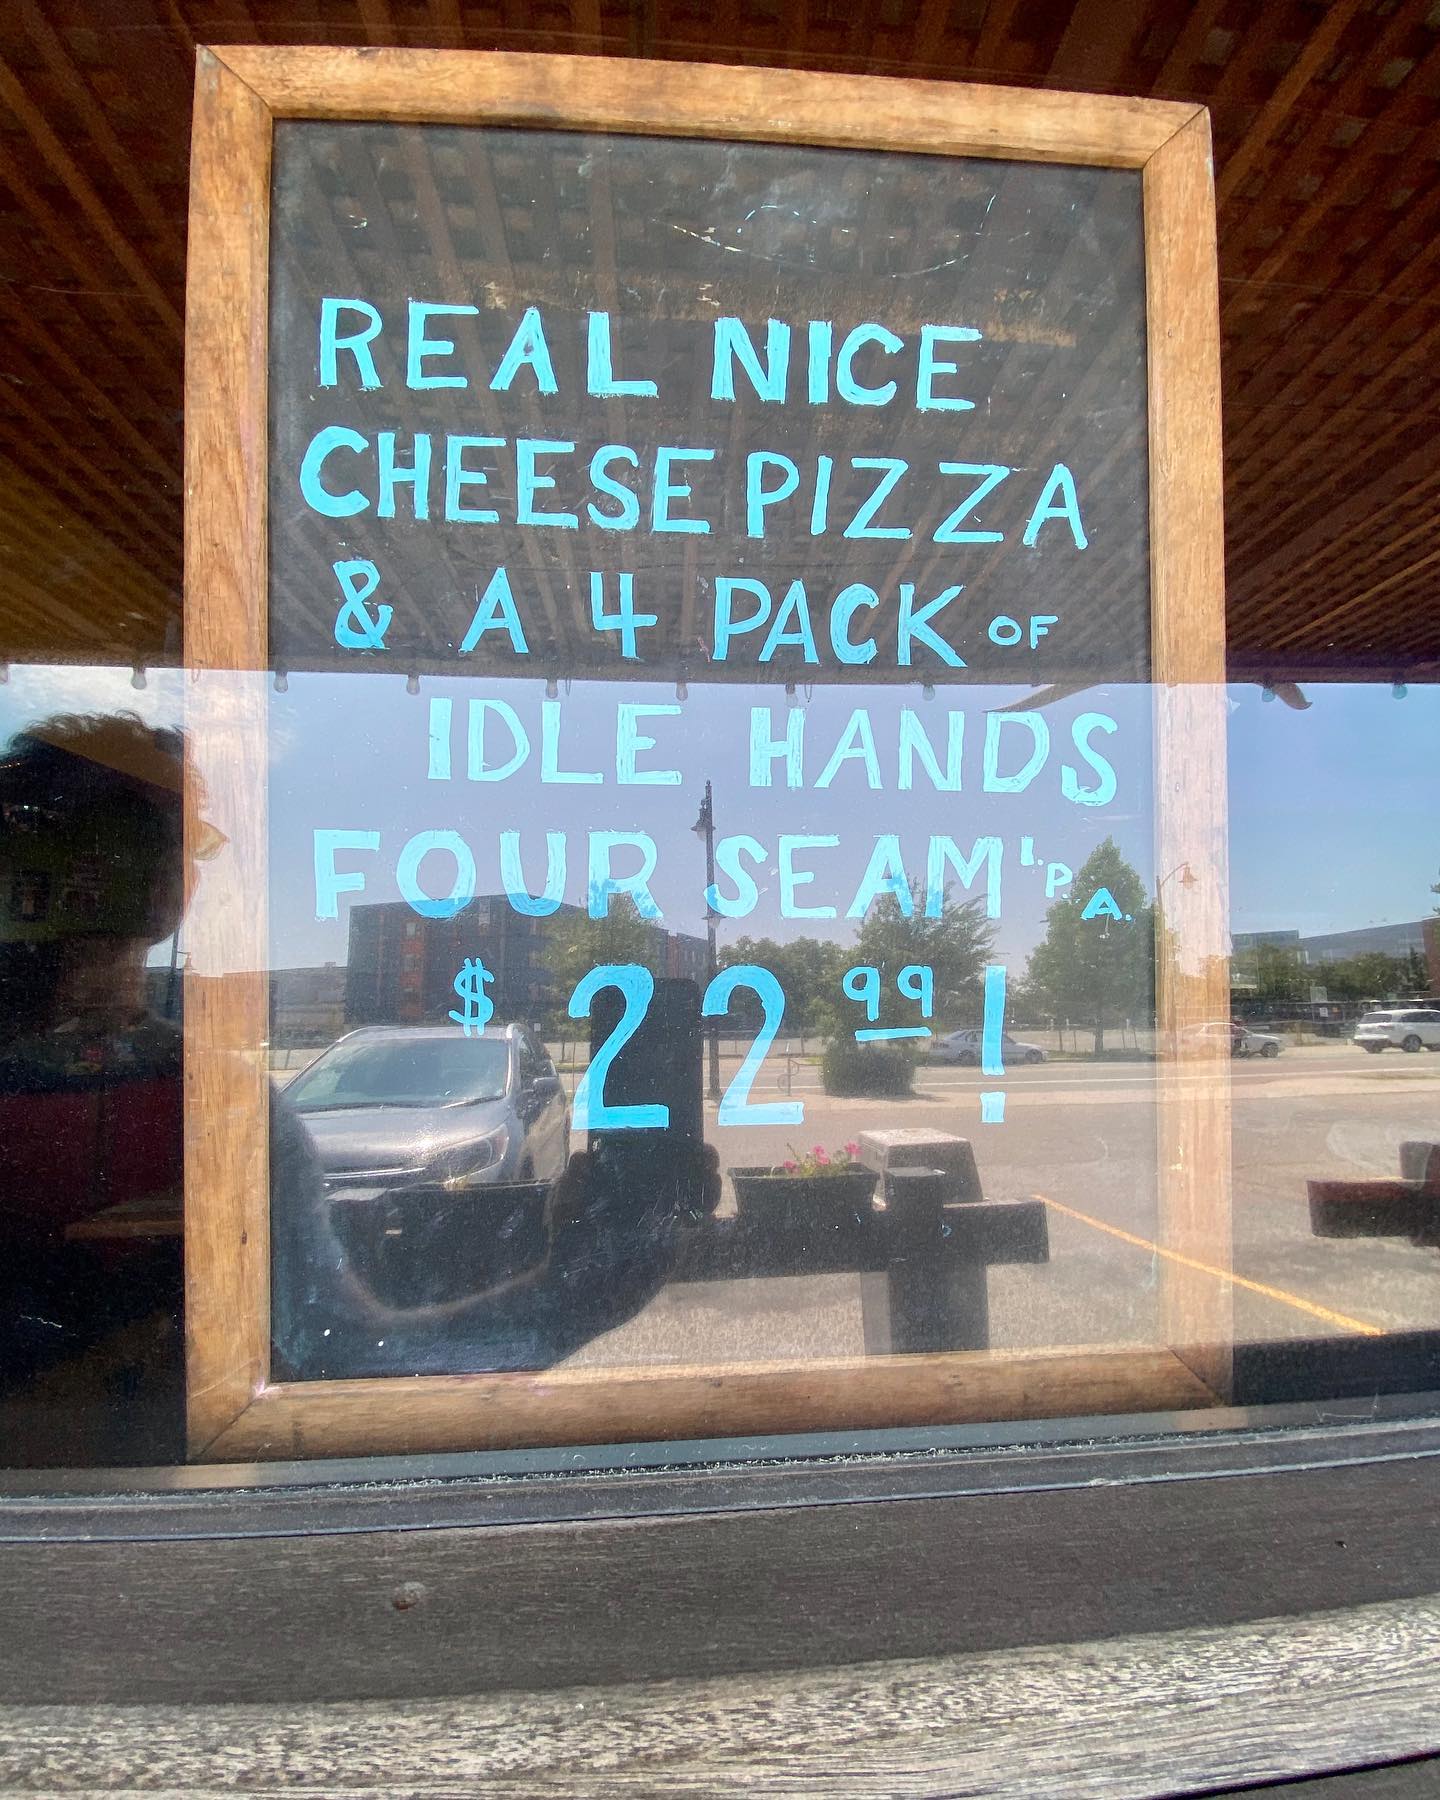 REAL NICE
CHEESE PIZZA
& A 4 PACK OF
IDLE HANDS
FOUR SEAM I.P.A.
$22.99!